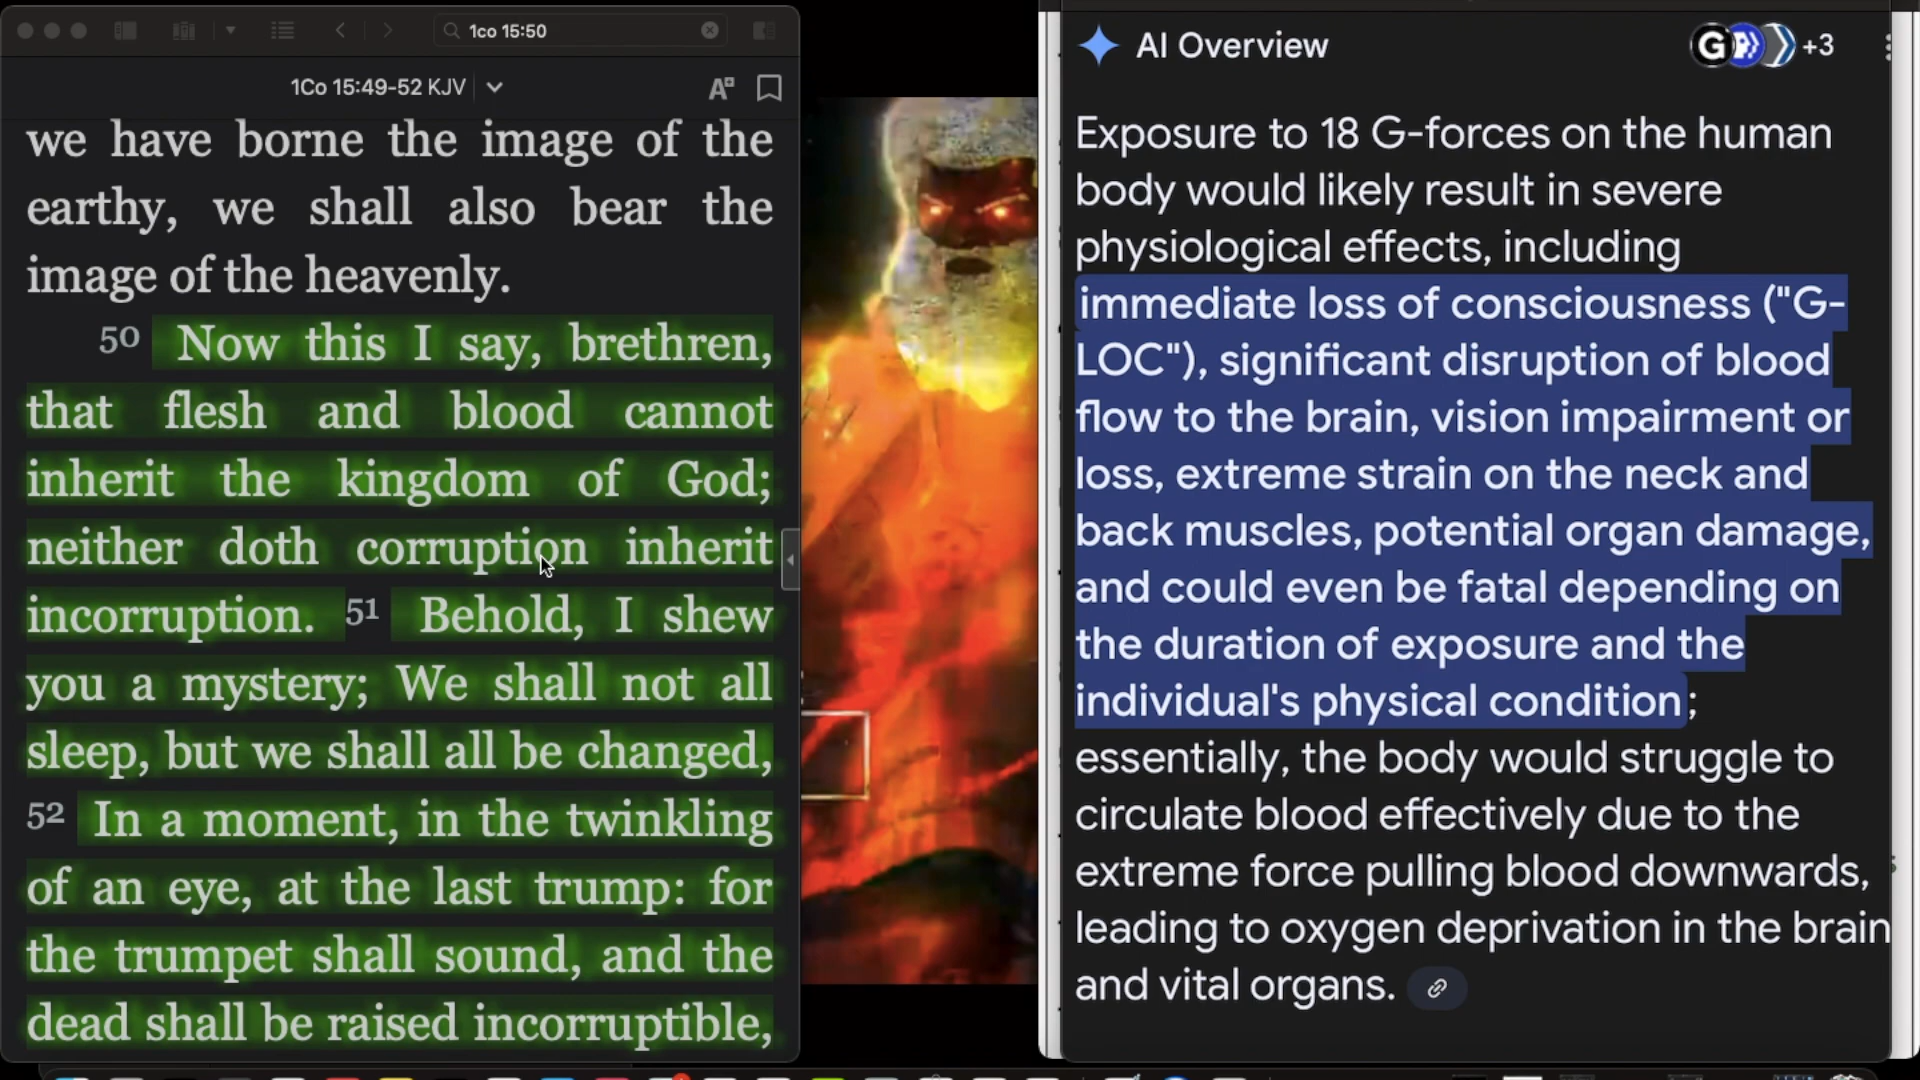 1co 15:50
1Co 15:49-52 KJV
we have borne the image of the
earthy, we shall also bear the
image of the heavenly.
50 Now this I say, brethren,
that flesh and blood cannot
inherit the kingdom of God;
neither doth corruption inherit
incorruption. 51 Behold, I shew
you a mystery; We shall not all
sleep, but we shall all be changed,
52 In a moment, in the twinkling
of an eye, at the last trump: for
the trumpet shall sound, and the
dead shall be raised incorruptible,
AI Overview
G
+3
Exposure to 18 G-forces on the human
body would likely result in severe
physiological effects, including
immediate loss of consciousness ("G-
LOC"), significant disruption of blood
flow to the brain, vision impairment or
loss, extreme strain on the neck and
back muscles, potential organ damage,
and could even be fatal depending on
the duration of exposure and the
individual's physical condition;
essentially, the body would struggle to
circulate blood effectively due to the
extreme force pulling blood downwards,
leading to oxygen deprivation in the brain
and vital organs.